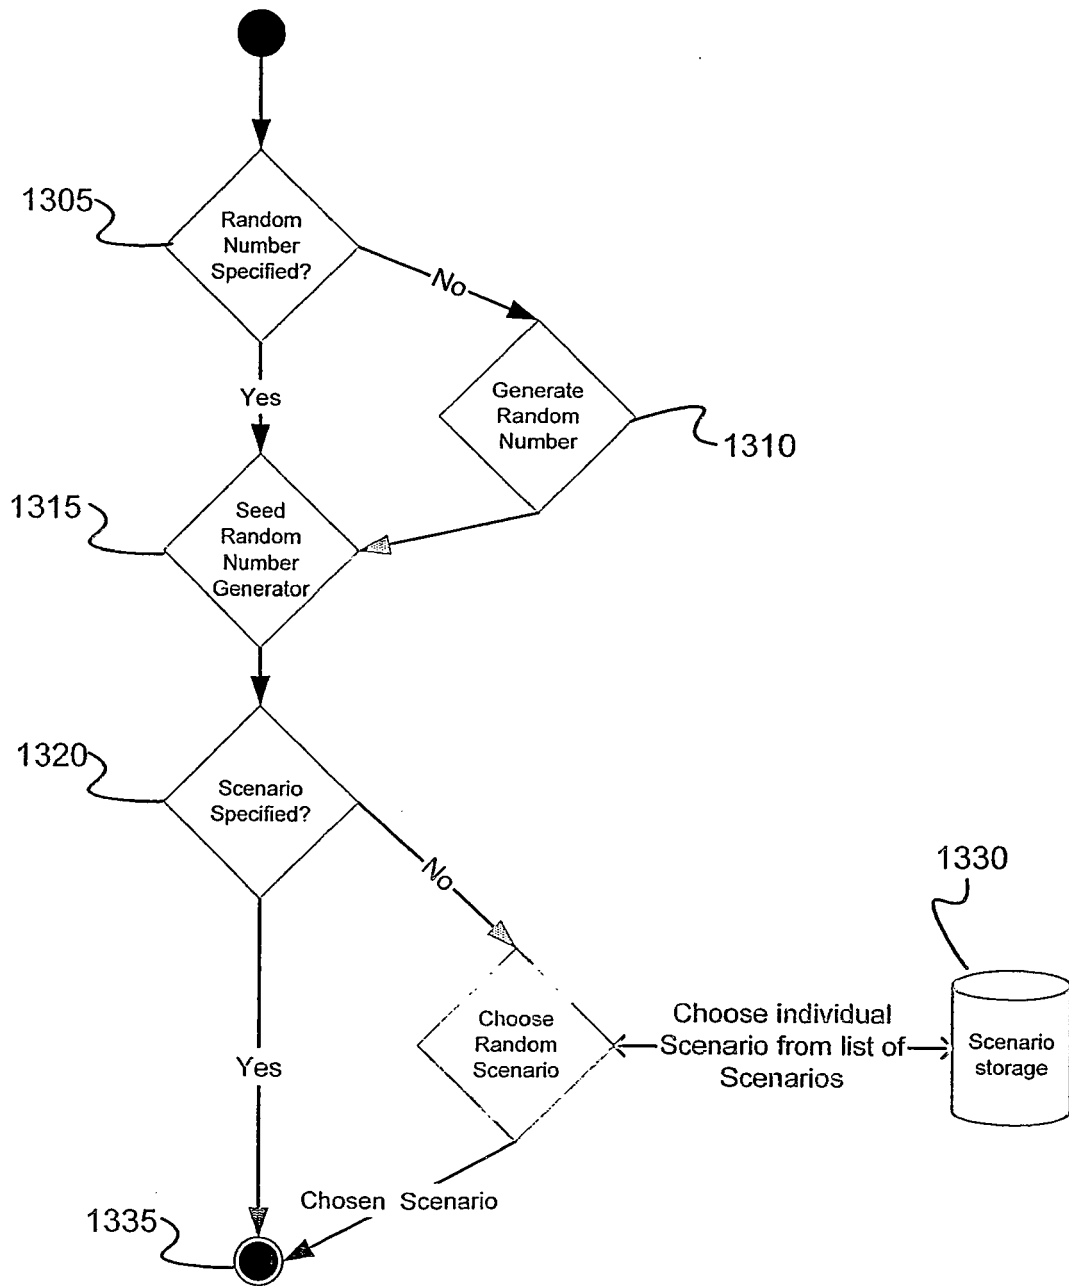 1305
Random
Number
Specified?
No
Yes
Generate
Random
Number
1310
1315
Seed
Random
Number
Generator
1320
Scenario
Specified?
No
1330
Choose
Random
Scenario
Choose individual
Scenario from list of
Scenarios
Scenario
storage
Yes
Chosen Scenario
1335